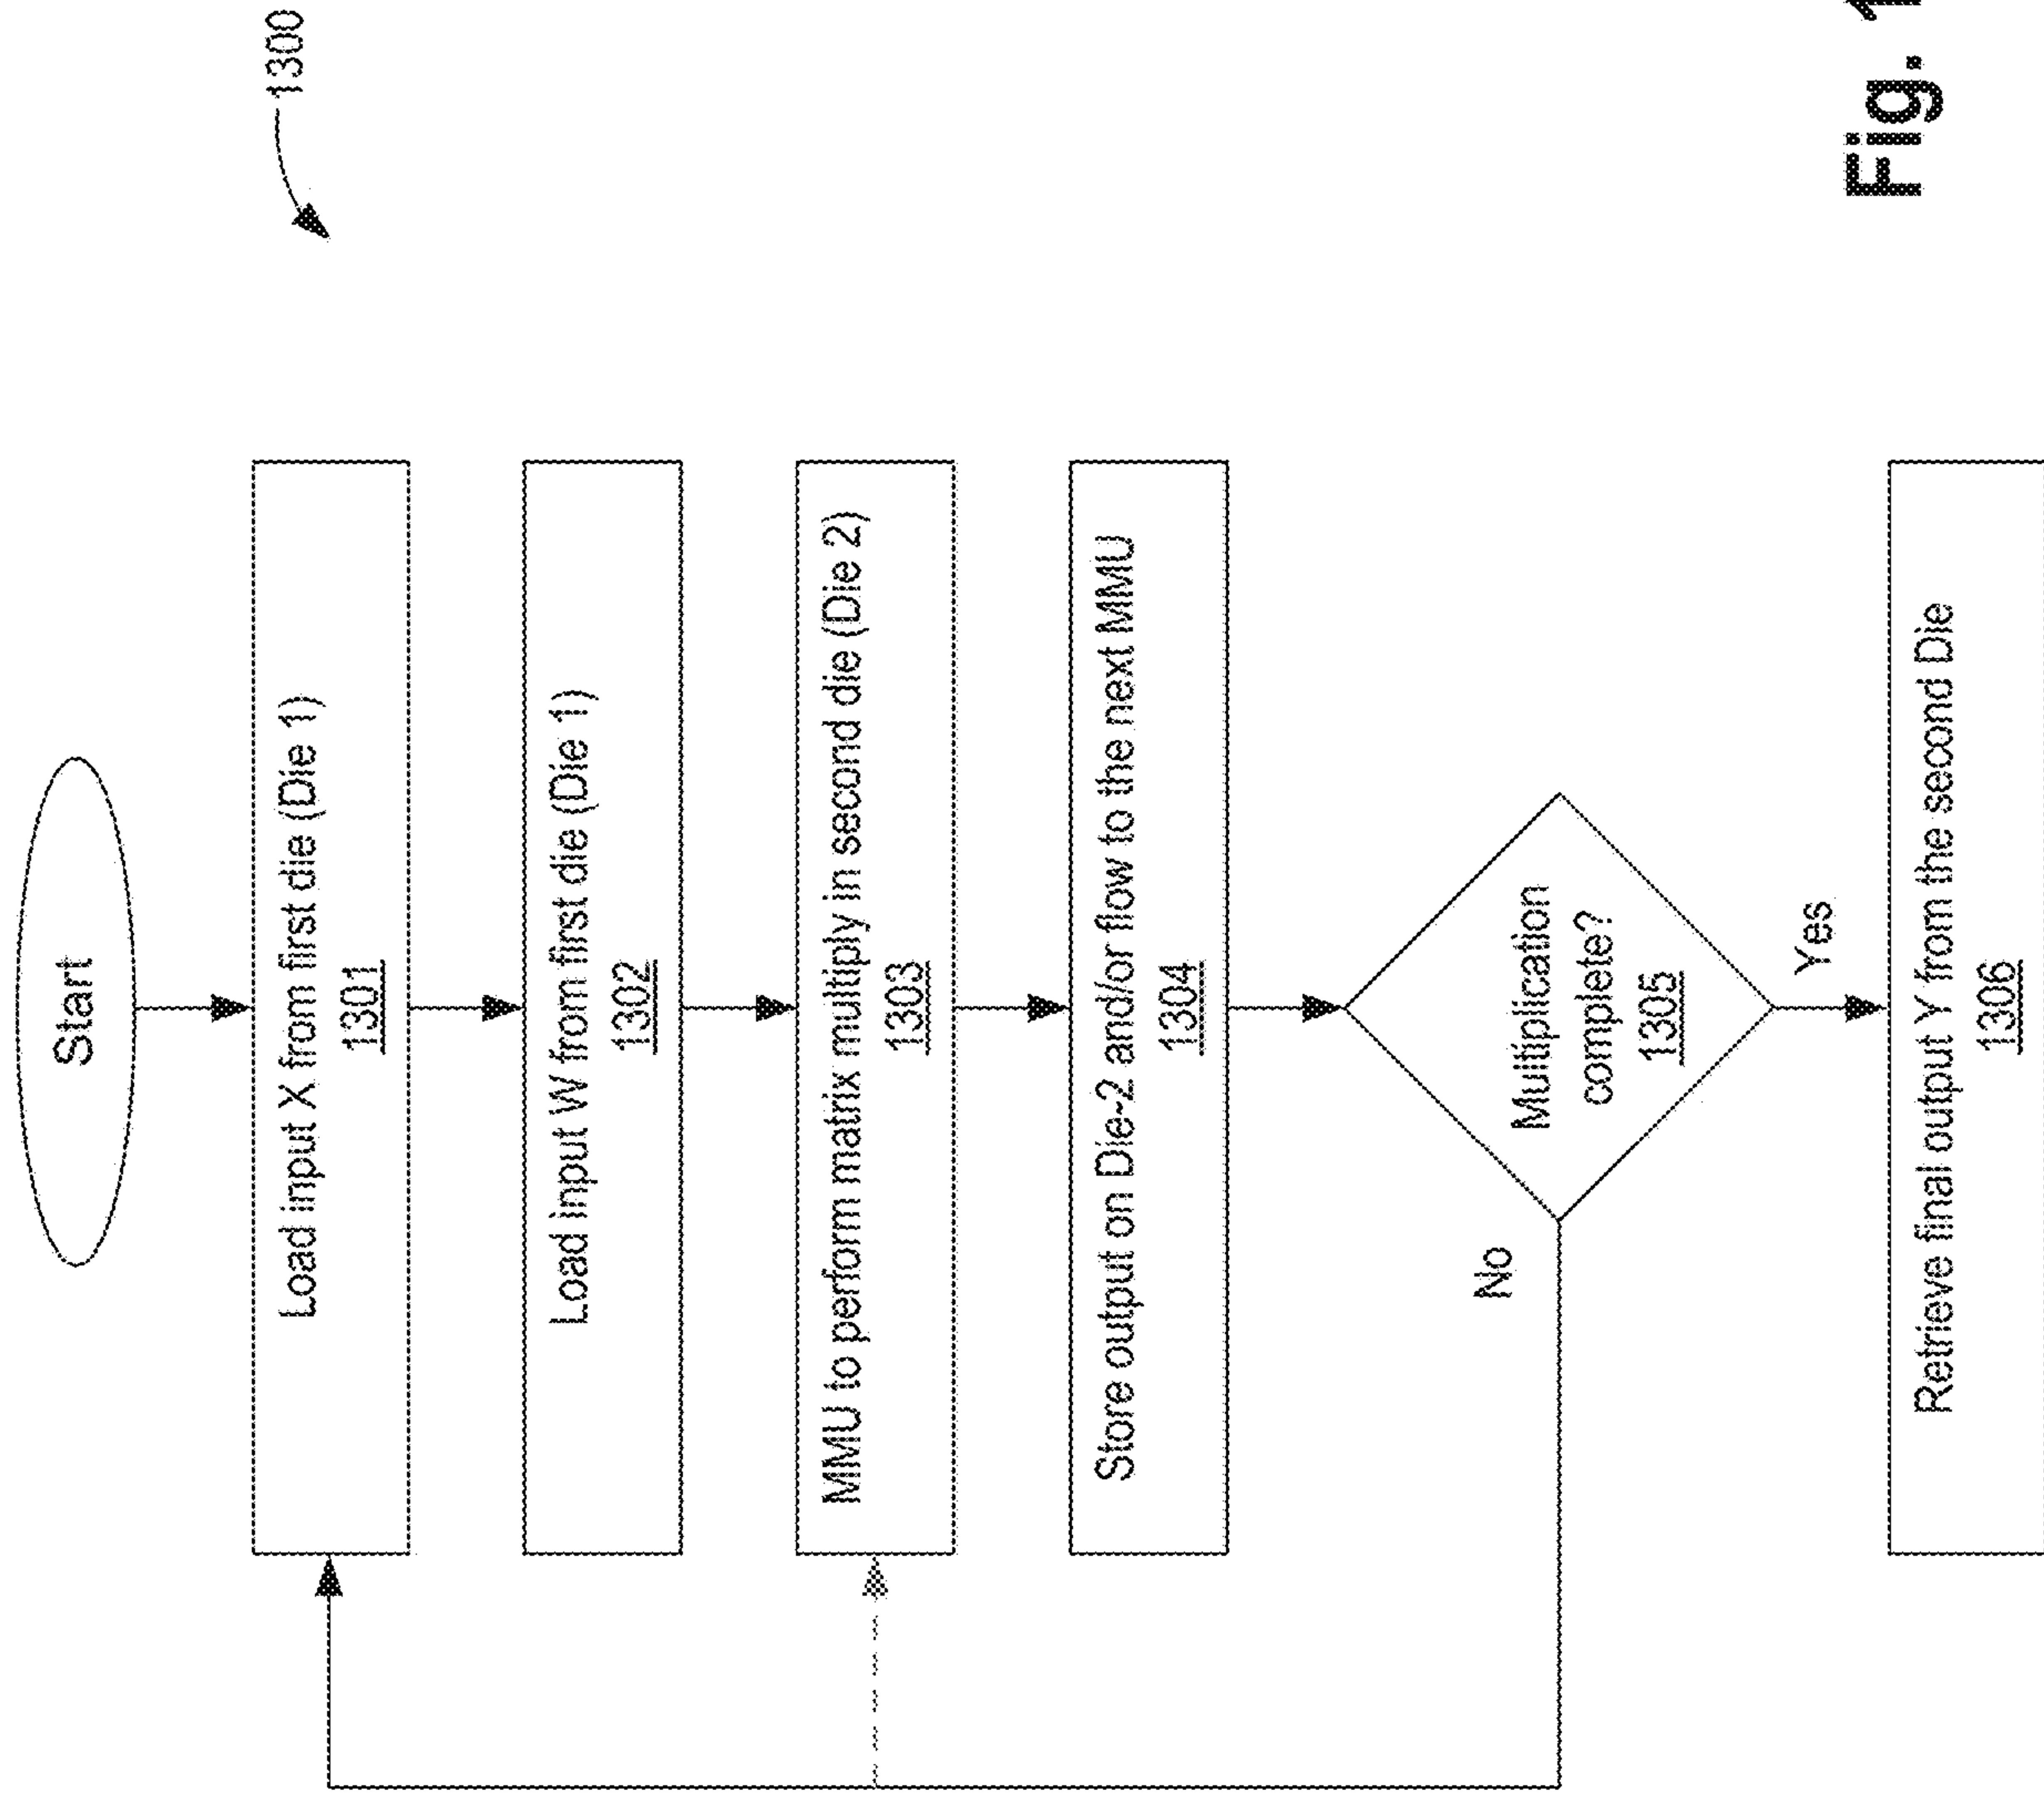 1300
Start
Load input X from first die (Die 1)
1301
Load input W from first die (Die 1)
1302
MMU to perform matrix multiply in second die (Die 2)
1303
Store output on Die-2 and/or flow to the next MMU
1304
Multiplication
complete?
1305
No
Yes
Retrieve final output Y from the second Die
1306
Fig.